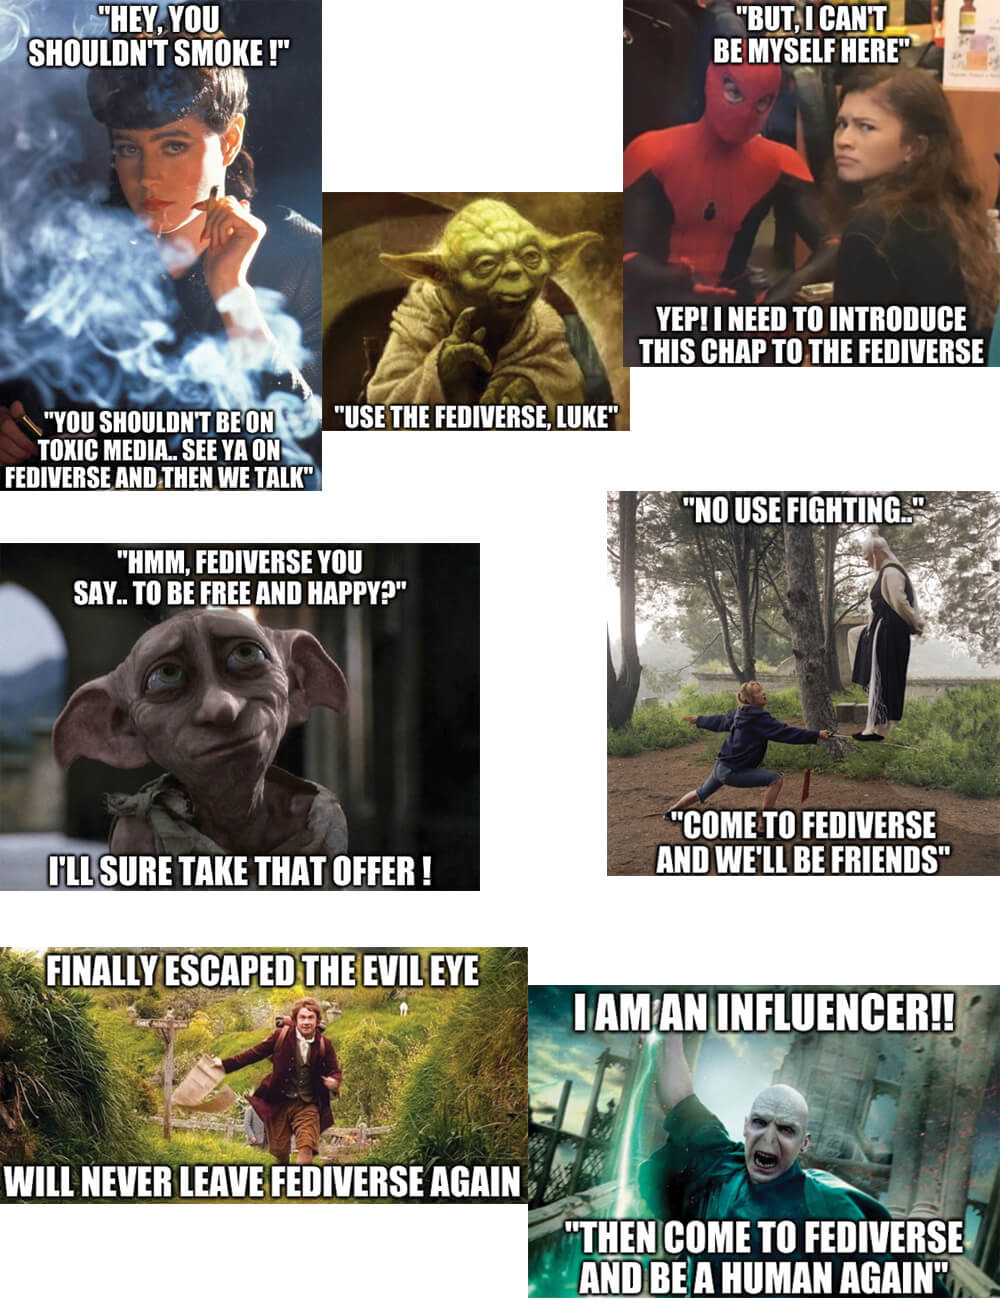 "HEY, YOU
SHOULDN'T SMOKE !"
"YOU SHOULDN'T BE ON
TOXIC MEDIA.. SEE YA ON
FEDIVERSE AND THEN WE TALK"
"USE THE FEDIVERSE, LUKE"
"BUT, I CAN'T
BE MYSELF HERE"
YEP! I NEED TO INTRODUCE
THIS CHAP TO THE FEDIVERSE
"HMM, FEDIVERSE YOU
SAY.. TO BE FREE AND HAPPY?"
I'LL SURE TAKE THAT OFFER !
"NO USE FIGHTING.."
"COME TO FEDIVERSE
AND WE'LL BE FRIENDS"
FINALLY ESCAPED THE EVIL EYE
WILL NEVER LEAVE FEDIVERSE AGAIN
I AM AN INFLUENCER!!
"THEN COME TO FEDIVERSE
AND BE A HUMAN AGAIN"